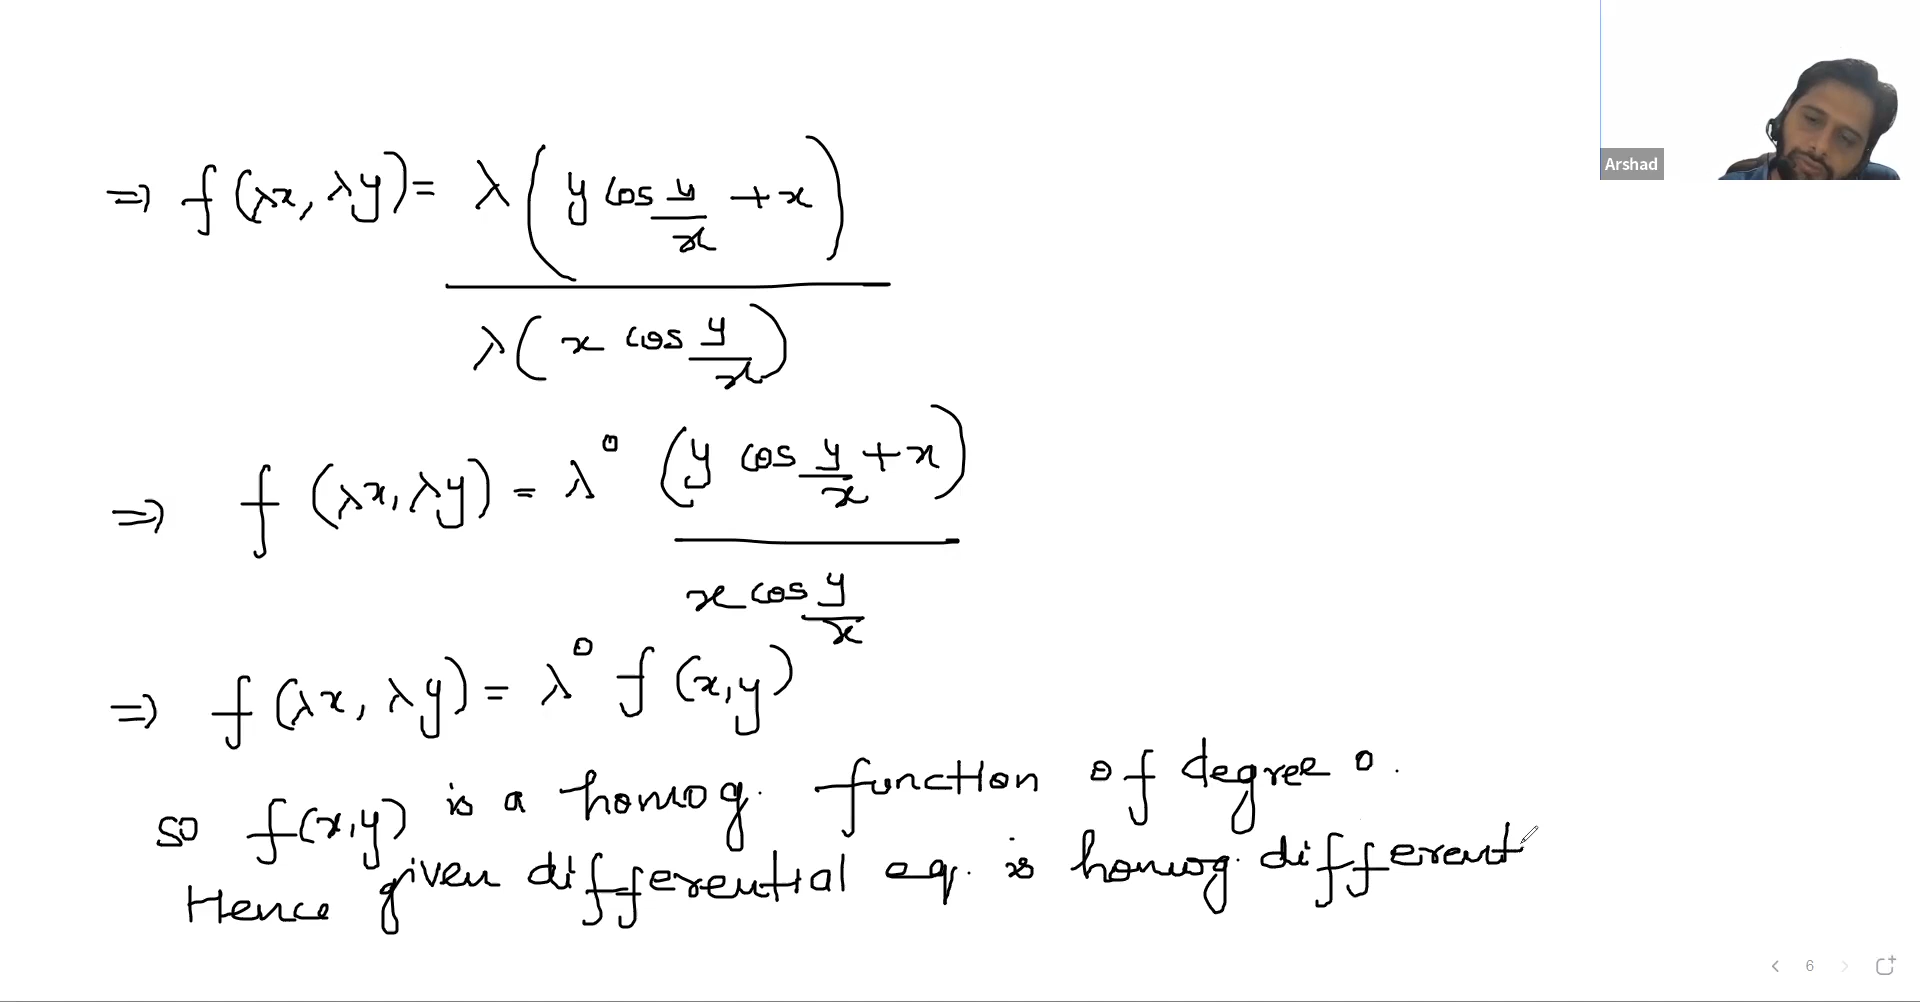 Arshad
⇒ f(λx, λy) = λ(y cos y/x + x) / λ(x cos y/x)
⇒ f(λx, λy) = λ⁰ (y cos y/x + x) / x cos y/x
⇒ f(λx, λy) = λ⁰ f(x,y)
so f(x,y) is a homog. function of degree 0.
Hence given differential eq. is homog. different
6